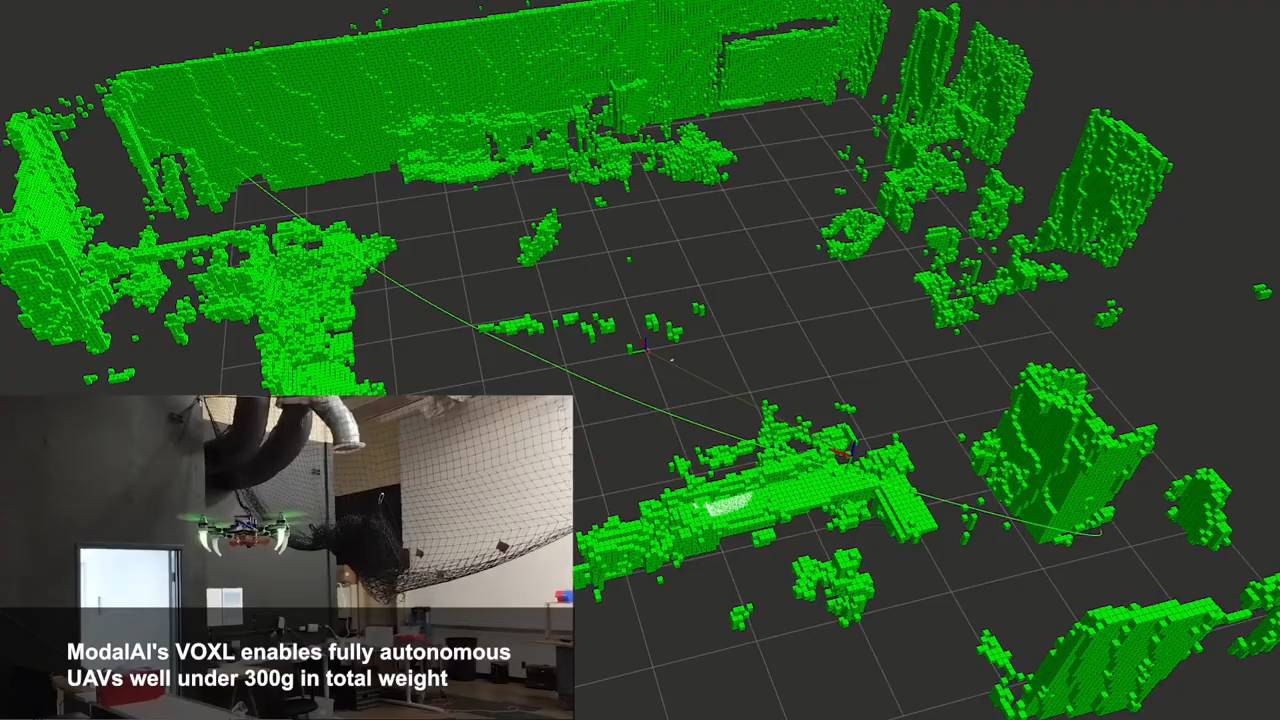 ModalAI's VOXL enables fully autonomous
UAVs well under 300g in total weight